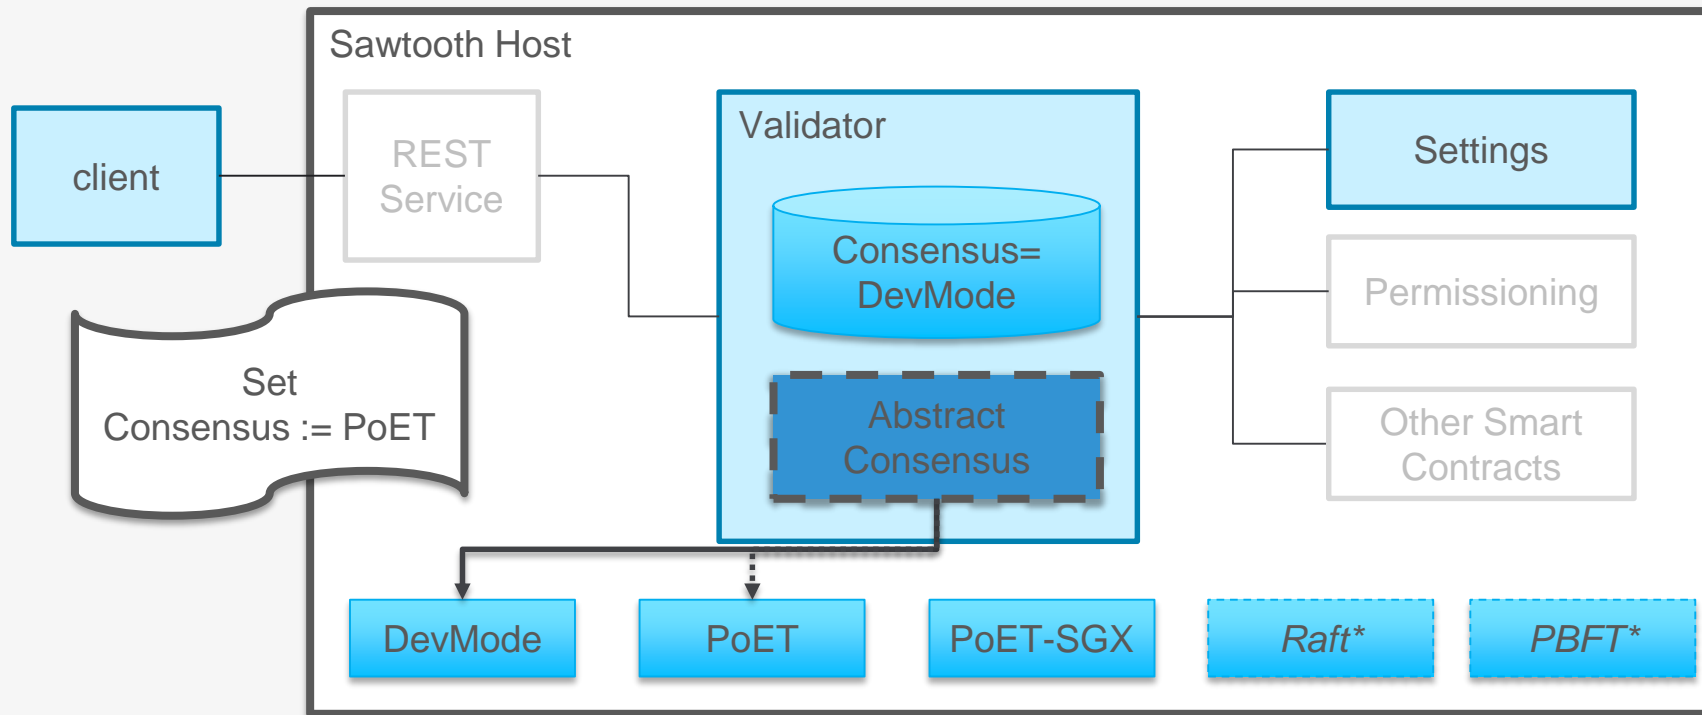 Sawtooth Host
client
REST
Service
Validator
Consensus=
DevMode
Abstract
Consensus
Settings
Permissioning
Other Smart
Contracts
Set
Consensus := PoET
DevMode
PoET
PoET-SGX
Raft*
PBFT*